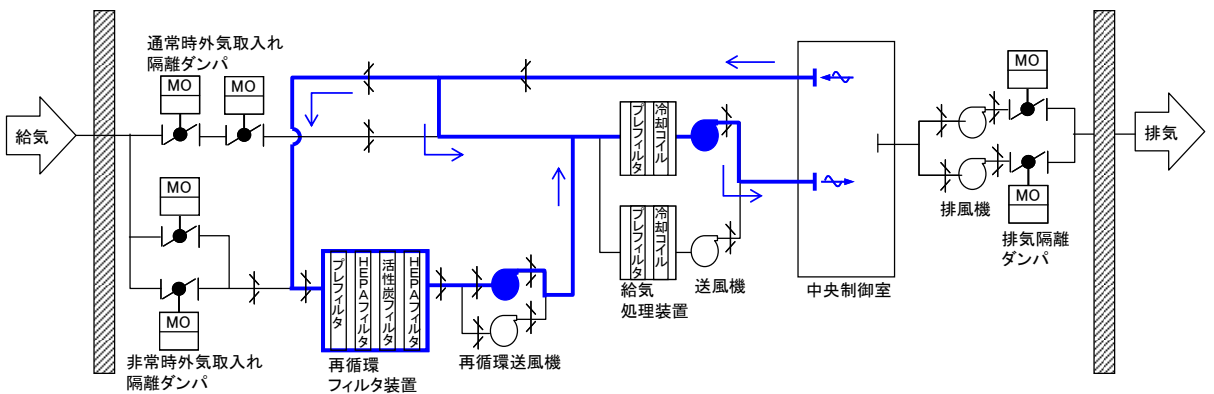 通常時外気取入れ
隔離ダンパ
MO
MO
給気
MO
MO
非常時外気取入れ
隔離ダンパ
プレフィルタ
HEPAフィルタ
活性炭フィルタ
HEPAフィルタ
再循環
フィルタ装置
再循環送風機
プレフィルタ
冷却コイル
プレフィルタ
冷却コイル
給気
処理装置
送風機
中央制御室
排風機
MO
MO
排気隔離
ダンパ
排気